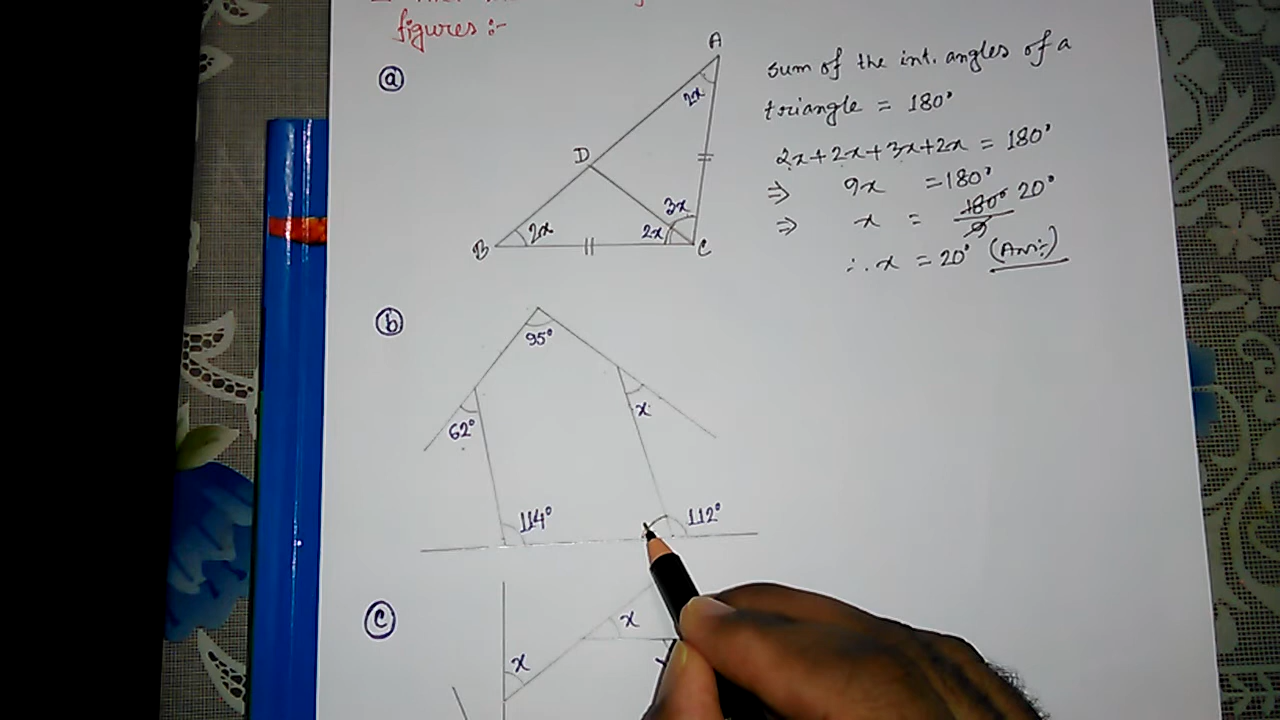 figures :-
(a)
A
2x
D
3x
B
2x
2x
C
sum of the int. angles of a
triangle = 180°
2x+2x+3x+2x = 180°
⇒ 9x =180°
⇒ x = 180°/9 20°
∴ x = 20° (Ans:-)
(b)
95°
62°
x
114°
112°
(c)
x
x